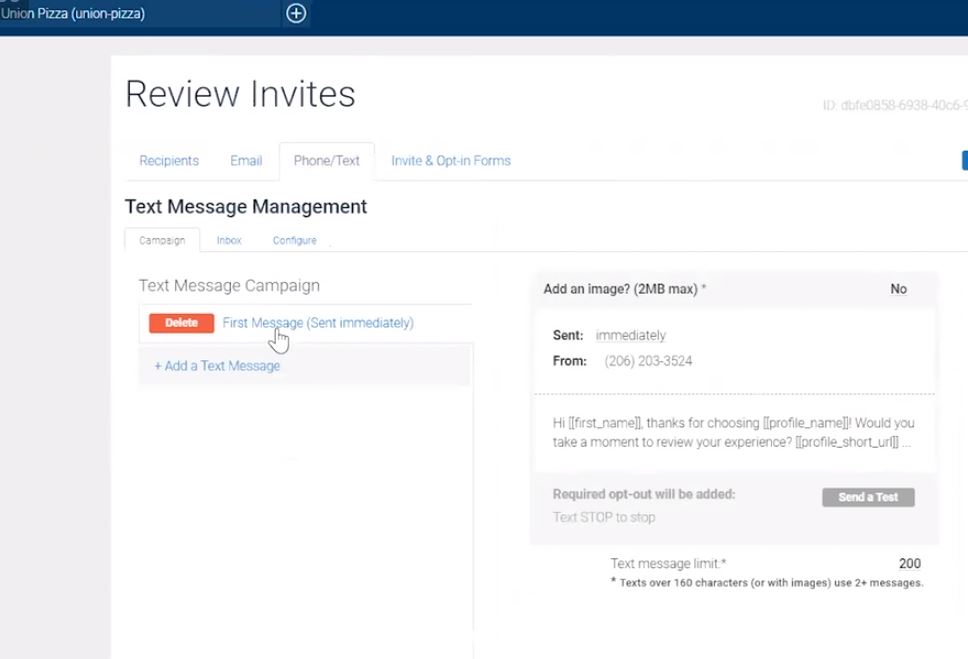 Union Pizza (union-pizza)
Review Invites
ID: dbfe0858-6938-40c6-9
Recipients Email Phone/Text Invite & Opt-in Forms
Text Message Management
Campaign Inbox Configure
Text Message Campaign
Delete First Message (Sent immediately)
+ Add a Text Message
Add an image? (2MB max) * No
Sent: immediately
From: (206) 203-3524
Hi [[first_name]], thanks for choosing [[profile_name]]! Would you
take a moment to review your experience? [[profile_short_url]] ...
Required opt-out will be added: Send a Test
Text STOP to stop
Text message limit:* 200
* Texts over 160 characters (or with images) use 2+ messages.